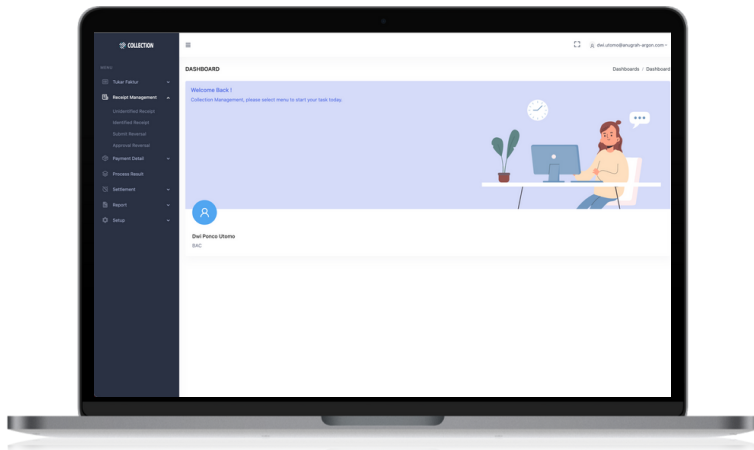 COLLECTION
dwi.utomo@anugrah-argon.com
MENU
DASHBOARD
Dashboards / Dashboard
Tukar Faktur
Receipt Management
Unidentified Receipt
Identified Receipt
Submit Reversal
Approval Reversal
Payment Detail
Process Result
Settlement
Report
Setup
Welcome Back !
Collection Management, please select menu to start your task today.
Dwi Ponco Utomo
BAC